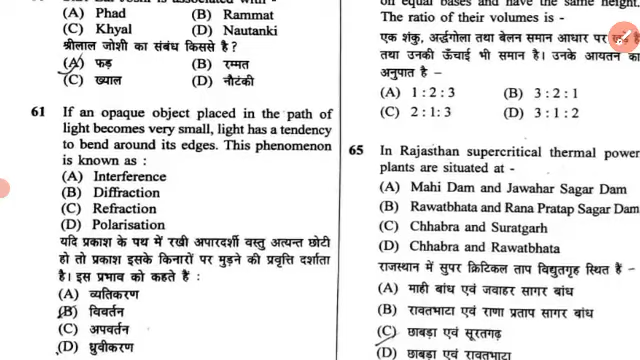 (A) Phad (B) Rammat
(C) Khyal (D) Nautanki
श्रीलाल जोशी का संबंध किससे है ?
(A) फड़ (B) रम्मत
(C) ख्याल (D) नौटंकी
61 If an opaque object placed in the path of
light becomes very small, light has a tendency
to bend around its edges. This phenomenon
is known as :
(A) Interference
(B) Diffraction
(C) Refraction
(D) Polarisation
यदि प्रकाश के पथ में रखी अपारदर्शी वस्तु अत्यन्त छोटी
हो तो प्रकाश इसके किनारों पर मुड़ने की प्रवृत्ति दर्शाता
है। इस प्रभाव को कहते हैं :
(A) व्यतिकरण
(B) विवर्तन
(C) अपवर्तन
(D) ध्रुवीकरण
on equal bases and have the same height.
The ratio of their volumes is -
एक शंकु, अर्द्धगोला तथा बेलन समान आधार पर
तथा उनकी ऊँचाई भी समान है। उनके आयतन का
अनुपात है -
(A) 1 : 2 : 3 (B) 3 : 2 : 1
(C) 2 : 1 : 3 (D) 3 : 1 : 2
65 In Rajasthan supercritical thermal power
plants are situated at -
(A) Mahi Dam and Jawahar Sagar Dam
(B) Rawatbhata and Rana Pratap Sagar Dam
(C) Chhabra and Suratgarh
(D) Chhabra and Rawatbhata
राजस्थान में सुपर क्रिटिकल ताप विद्युतगृह स्थित हैं -
(A) माही बांध एवं जवाहर सागर बांध
(B) रावतभाटा एवं राणा प्रताप सागर बांध
(C) छाबड़ा एवं सूरतगढ़
(D) छाबड़ा एवं रावतभाटा